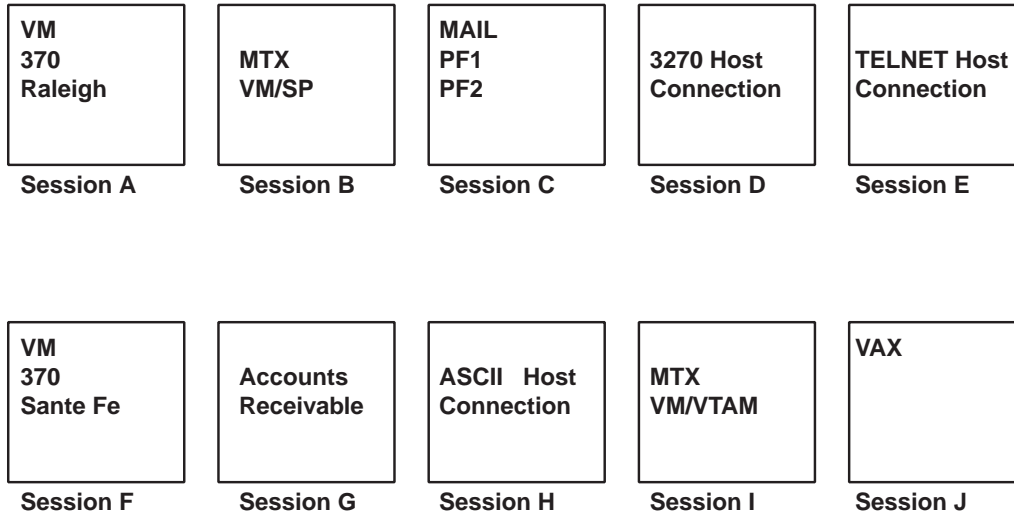 VM
370
Raleigh
Session A
MTX
VM/SP
Session B
MAIL
PF1
PF2
Session C
3270 Host
Connection
Session D
TELNET Host
Connection
Session E
VM
370
Sante Fe
Session F
Accounts
Receivable
Session G
ASCII Host
Connection
Session H
MTX
VM/VTAM
Session I
VAX
Session J